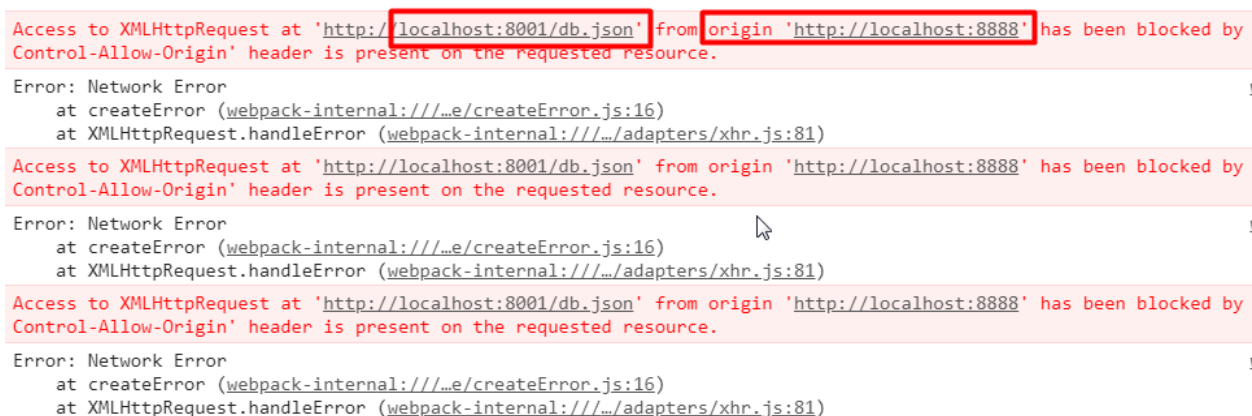 Access to XMLHttpRequest at 'http://localhost:8001/db.json' from origin 'http://localhost:8888' has been blocked by
Control-Allow-Origin' header is present on the requested resource.
Error: Network Error
at createError (webpack-internal:///…e/createError.js:16)
at XMLHttpRequest.handleError (webpack-internal:///…/adapters/xhr.js:81)
Access to XMLHttpRequest at 'http://localhost:8001/db.json' from origin 'http://localhost:8888' has been blocked by
Control-Allow-Origin' header is present on the requested resource.
Error: Network Error
at createError (webpack-internal:///…e/createError.js:16)
at XMLHttpRequest.handleError (webpack-internal:///…/adapters/xhr.js:81)
Access to XMLHttpRequest at 'http://localhost:8001/db.json' from origin 'http://localhost:8888' has been blocked by
Control-Allow-Origin' header is present on the requested resource.
Error: Network Error
at createError (webpack-internal:///…e/createError.js:16)
at XMLHttpRequest.handleError (webpack-internal:///…/adapters/xhr.js:81)